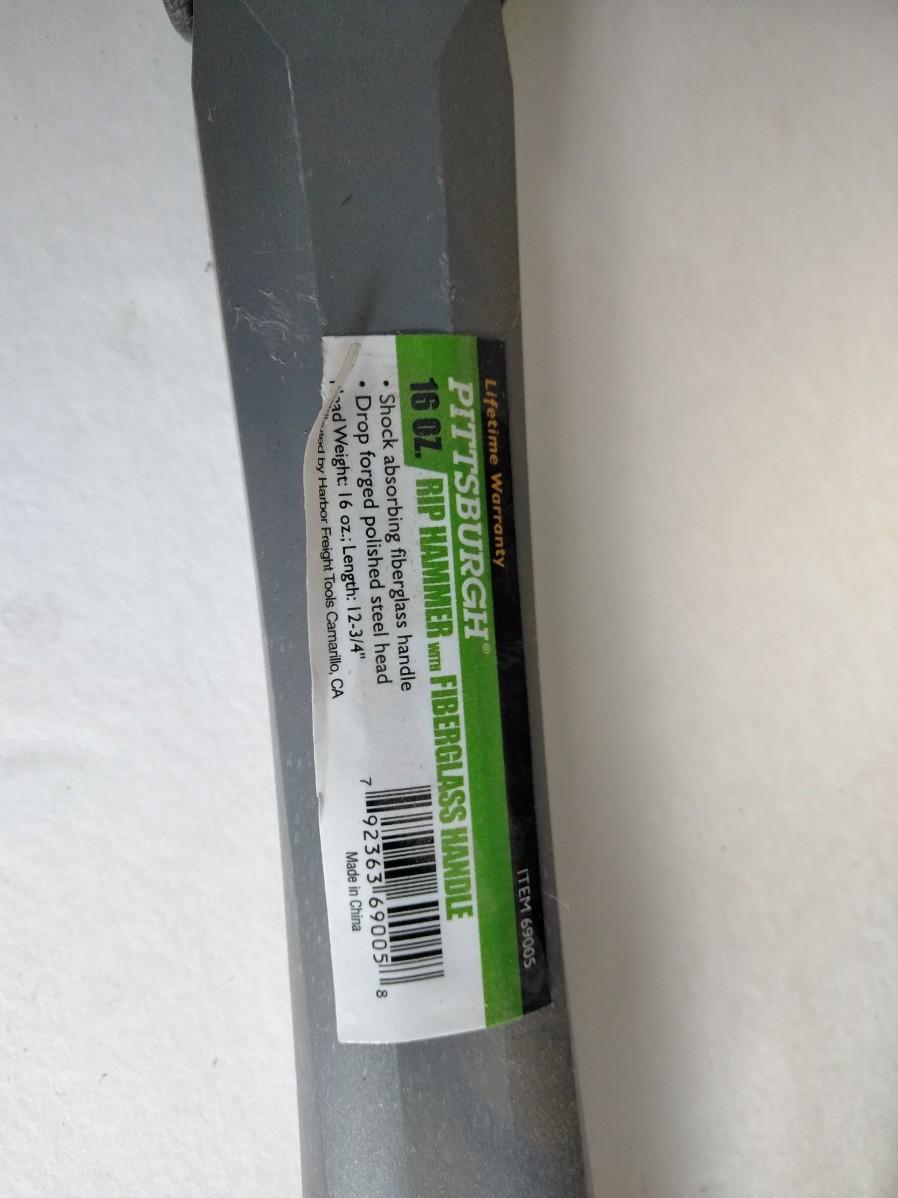 Lifetime Warranty
ITEM 69005
PITTSBURGH®
16 OZ. RIP HAMMER WITH FIBERGLASS HANDLE
• Shock absorbing fiberglass handle
• Drop forged polished steel head
Weight: 16 oz.; Length: 12-3/4"
by Harbor Freight Tools Camarillo, CA
7 92363 69005 8
Made in China